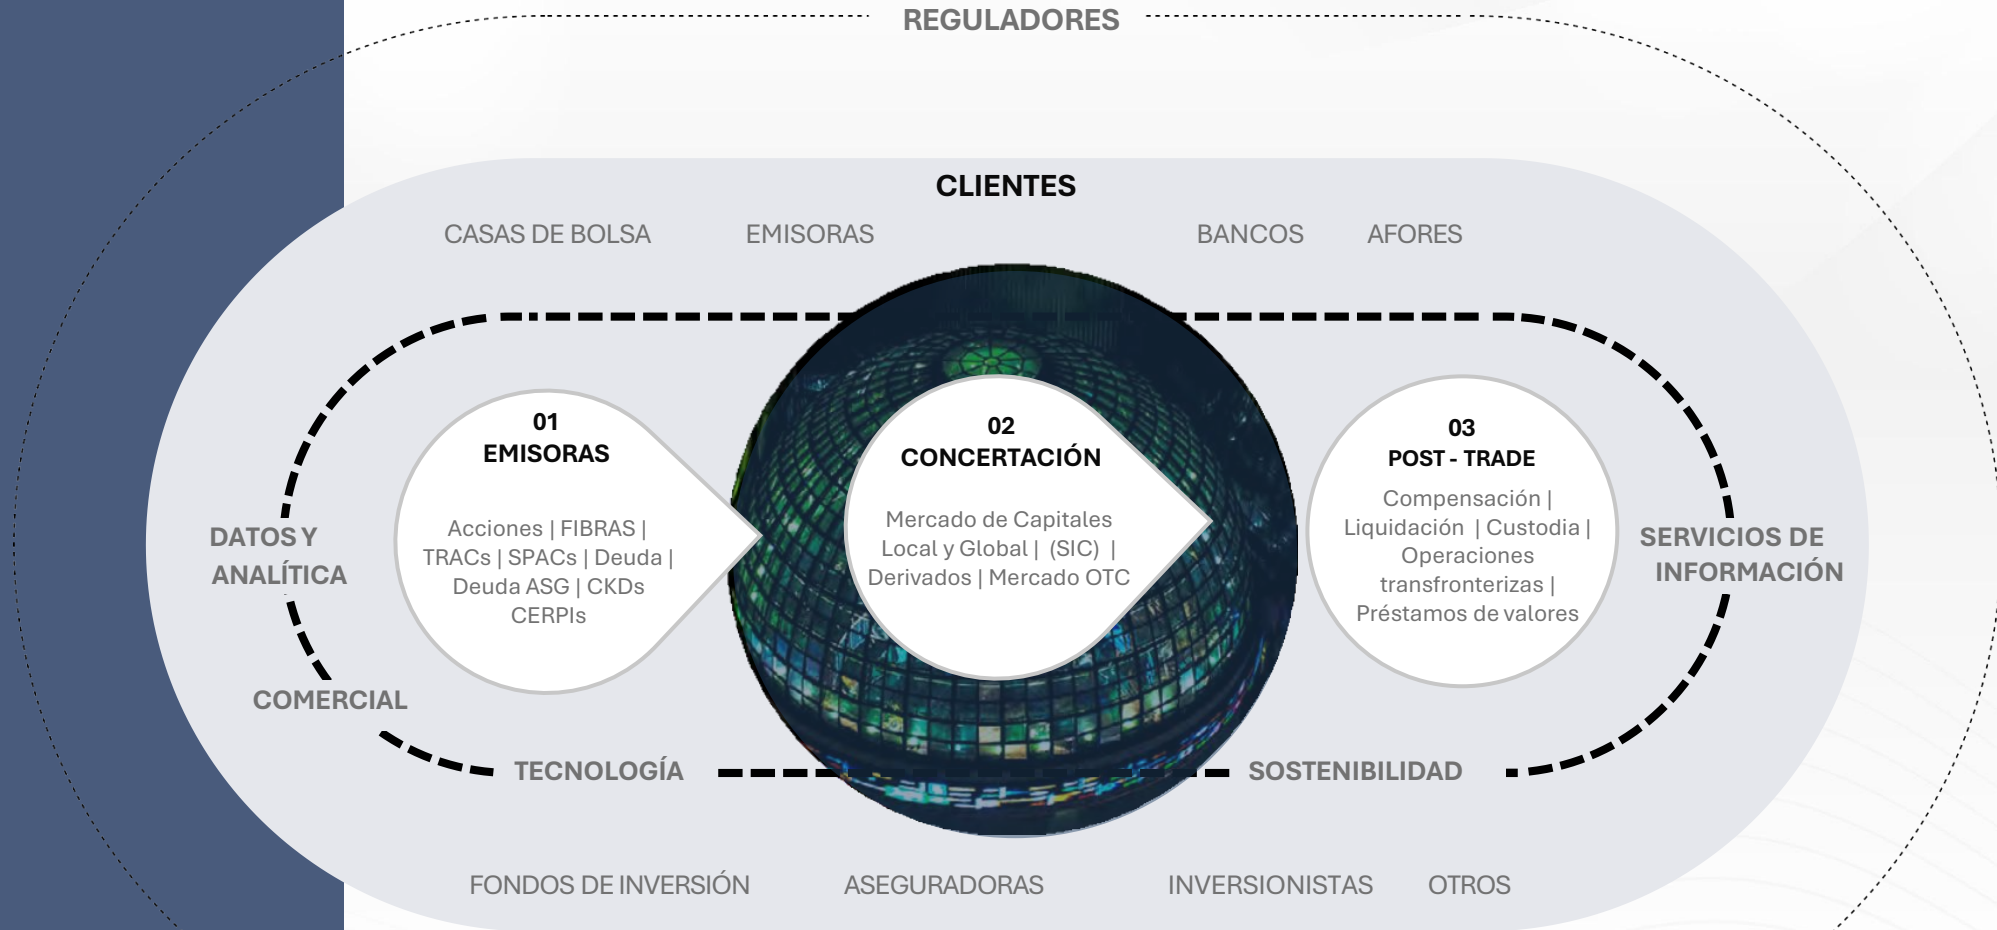 REGULADORES
CLIENTES
CASAS DE BOLSA
EMISORAS
BANCOS
AFORES
01
EMISORAS
Acciones | FIBRAS |
TRACs | SPACs | Deuda |
Deuda ASG | CKDs
CERPIs
02
CONCERTACIÓN
Mercado de Capitales
Local y Global | (SIC) |
Derivados | Mercado OTC
03
POST - TRADE
Compensación |
Liquidación | Custodia |
Operaciones
transfronterizas |
Préstamos de valores
DATOS Y
ANALÍTICA
SERVICIOS DE
INFORMACIÓN
COMERCIAL
TECNOLOGÍA
SOSTENIBILIDAD
FONDOS DE INVERSIÓN
ASEGURADORAS
INVERSIONISTAS
OTROS